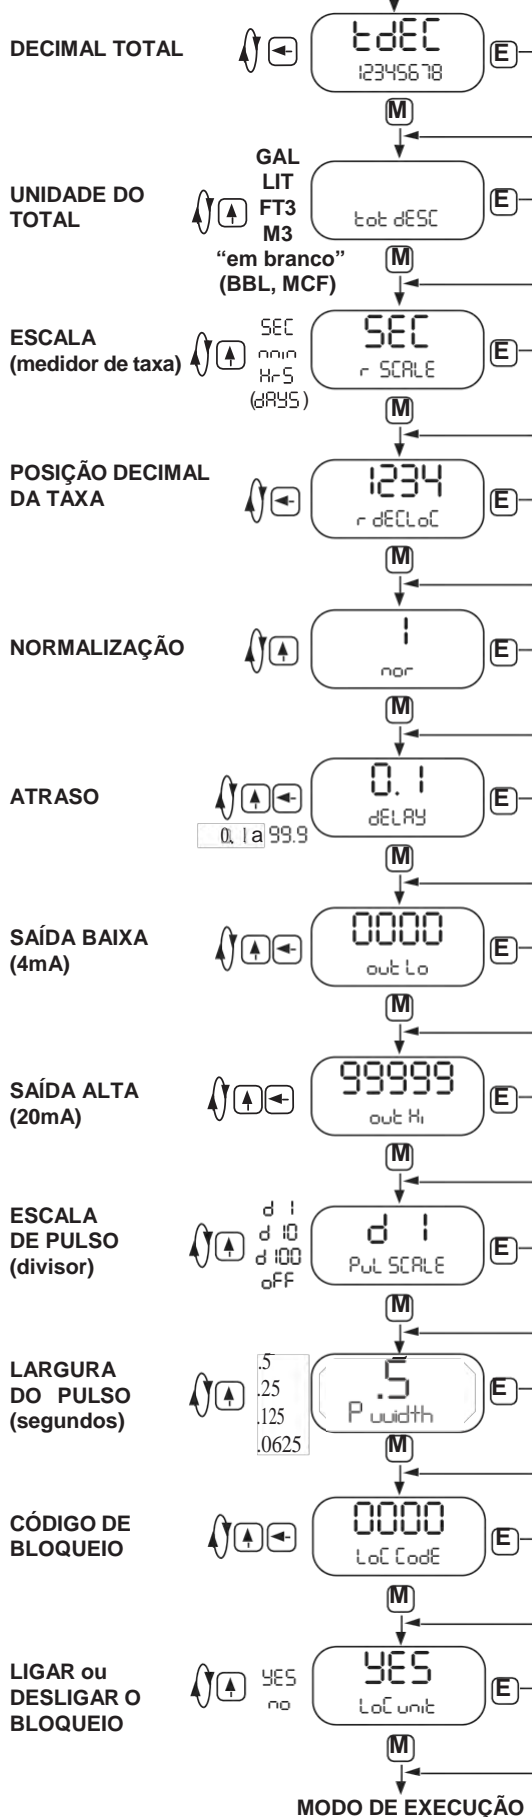 DECIMAL TOTAL
tdEC
12345678
E
M
UNIDADE DO
TOTAL
GAL
LIT
FT3
M3
“em branco”
(BBL, MCF)
tot dESC
E
M
ESCALA
(medidor de taxa)
SEC
min
HrS
(dAYS)
SEC
r SCALE
E
M
POSIÇÃO DECIMAL
DA TAXA
1234
r dECLoC
E
M
NORMALIZAÇÃO
1
nor
E
M
ATRASO
0.1 a 99.9
0.1
dELAY
E
M
SAÍDA BAIXA
(4mA)
0000
out Lo
E
M
SAÍDA ALTA
(20mA)
99999
out Hi
E
M
ESCALA
DE PULSO
(divisor)
d 1
d 10
d 100
oFF
d 1
PuL SCALE
E
M
LARGURA
DO PULSO
(segundos)
.5
.25
.125
.0625
.5
P width
E
M
CÓDIGO DE
BLOQUEIO
0000
LoC CodE
E
M
LIGAR ou
DESLIGAR O
BLOQUEIO
YES
no
YES
LoC unit
E
M
MODO DE EXECUÇÃO